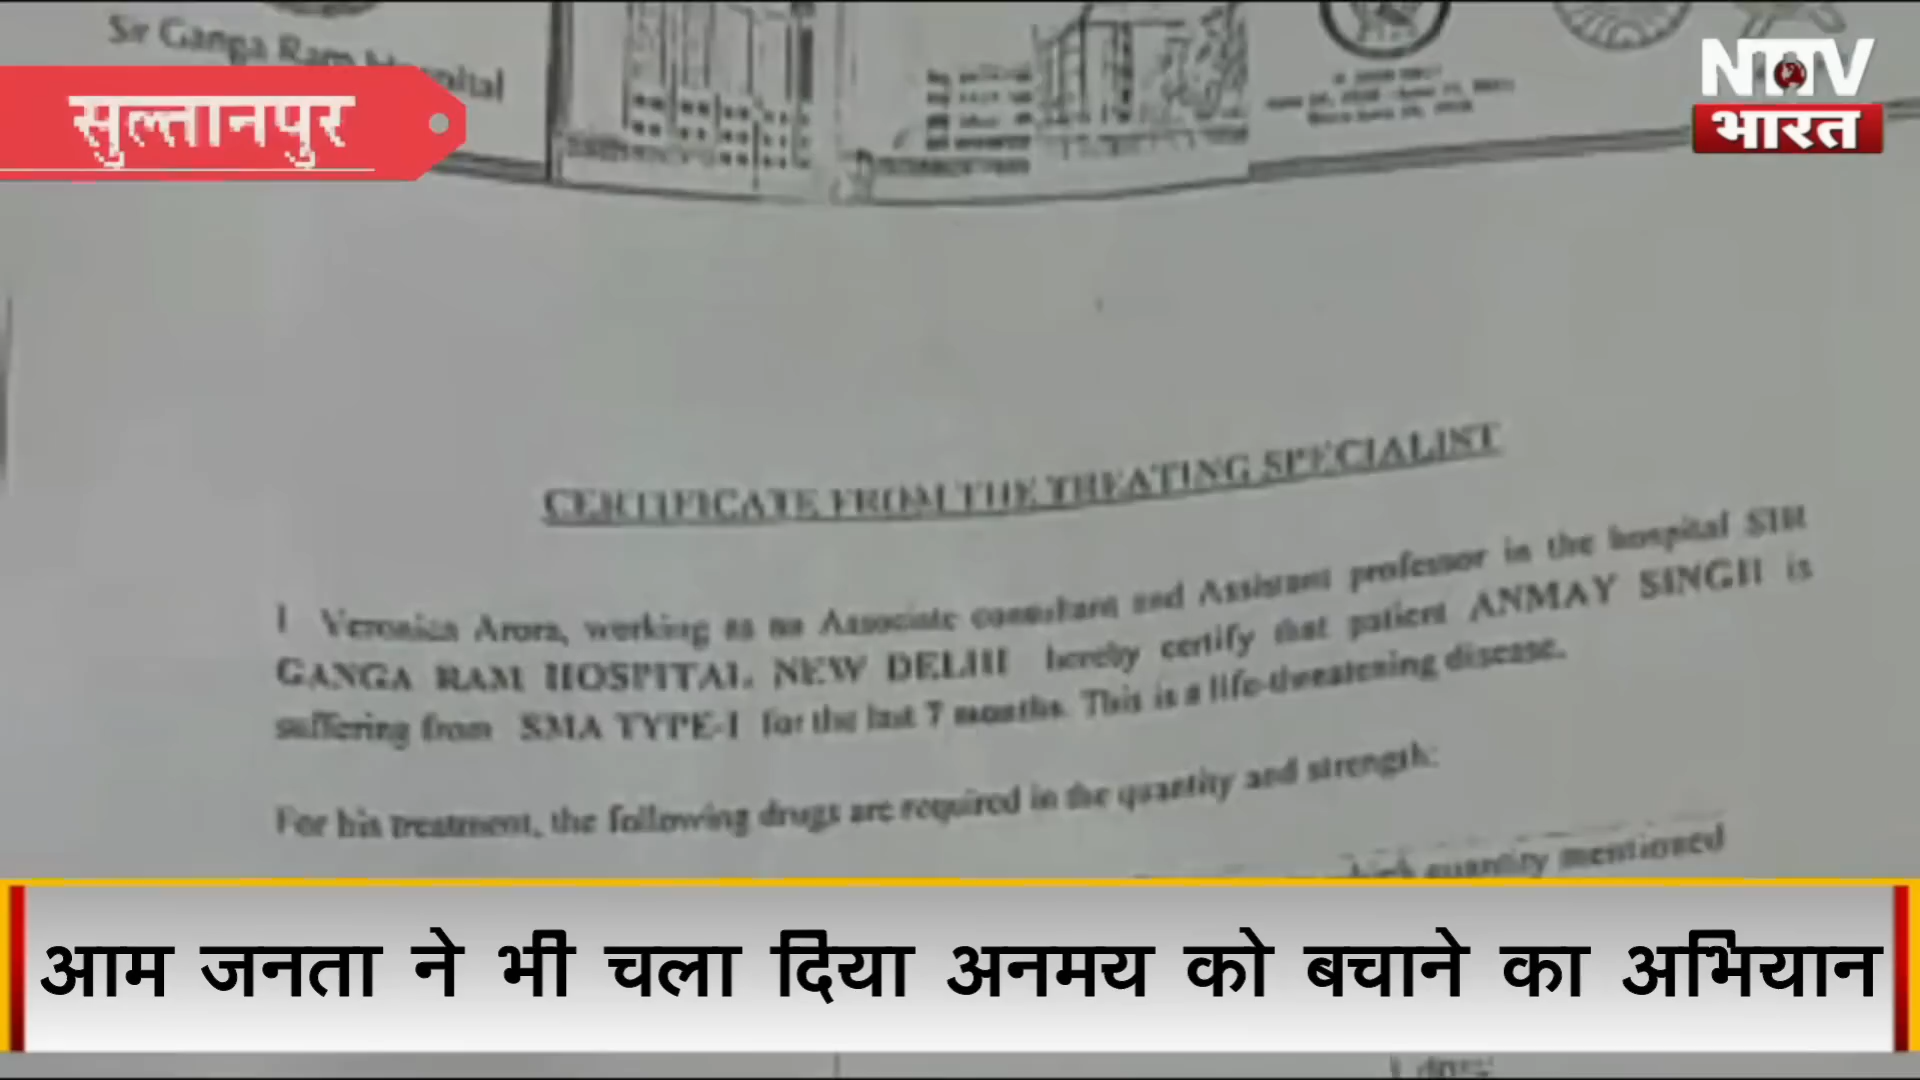 Sir Ganga Ram Hospital
सुल्तानपुर
भारत
CERTIFICATE FROM THE TREATING SPECIALIST
I Veronica Arora, working as an Associate consultant and Assistant professor in the hospital SIR
GANGA RAM HOSPITAL, NEW DELHI hereby certify that patient ANMAY SINGH is
suffering from SMA TYPE-I for the last 7 months. This is a life-threatening disease.
For his treatment, the following drugs are required in the quantity and strength:
which quantity mentioned
आम जनता ने भी चला दिया अनमय को बचाने का अभियान